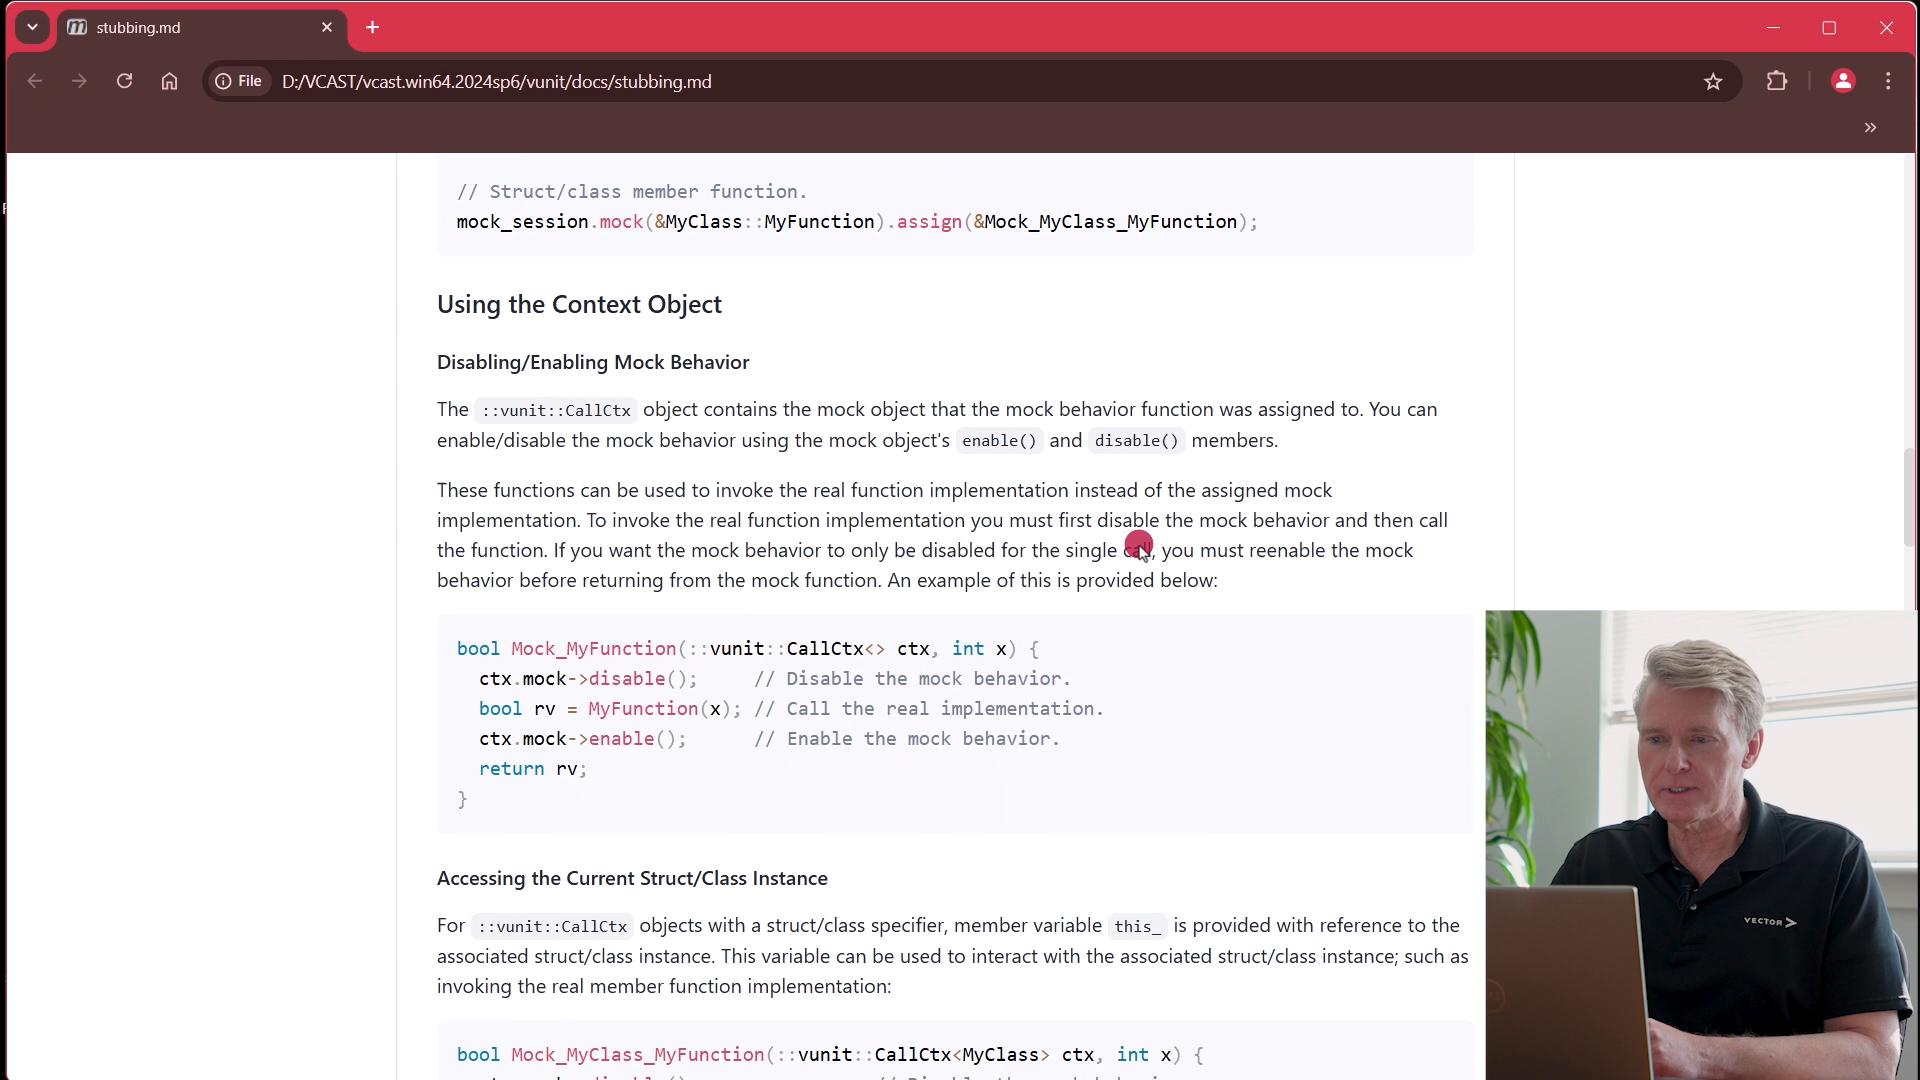 stubbing.md
File D:/VCAST/vcast.win64.2024sp6/vunit/docs/stubbing.md
// Struct/class member function.
mock_session.mock(&MyClass::MyFunction).assign(&Mock_MyClass_MyFunction);
Using the Context Object
Disabling/Enabling Mock Behavior
The ::vunit::CallCtx object contains the mock object that the mock behavior function was assigned to. You can
enable/disable the mock behavior using the mock object's enable() and disable() members.
These functions can be used to invoke the real function implementation instead of the assigned mock
implementation. To invoke the real function implementation you must first disable the mock behavior and then call
the function. If you want the mock behavior to only be disabled for the single call, you must reenable the mock
behavior before returning from the mock function. An example of this is provided below:
bool Mock_MyFunction(::vunit::CallCtx<> ctx, int x) {
ctx.mock->disable(); // Disable the mock behavior.
bool rv = MyFunction(x); // Call the real implementation.
ctx.mock->enable(); // Enable the mock behavior.
return rv;
}
Accessing the Current Struct/Class Instance
For ::vunit::CallCtx objects with a struct/class specifier, member variable this_ is provided with reference to the
associated struct/class instance. This variable can be used to interact with the associated struct/class instance; such as
invoking the real member function implementation:
bool Mock_MyClass_MyFunction(::vunit::CallCtx<MyClass> ctx, int x) {
VECTOR